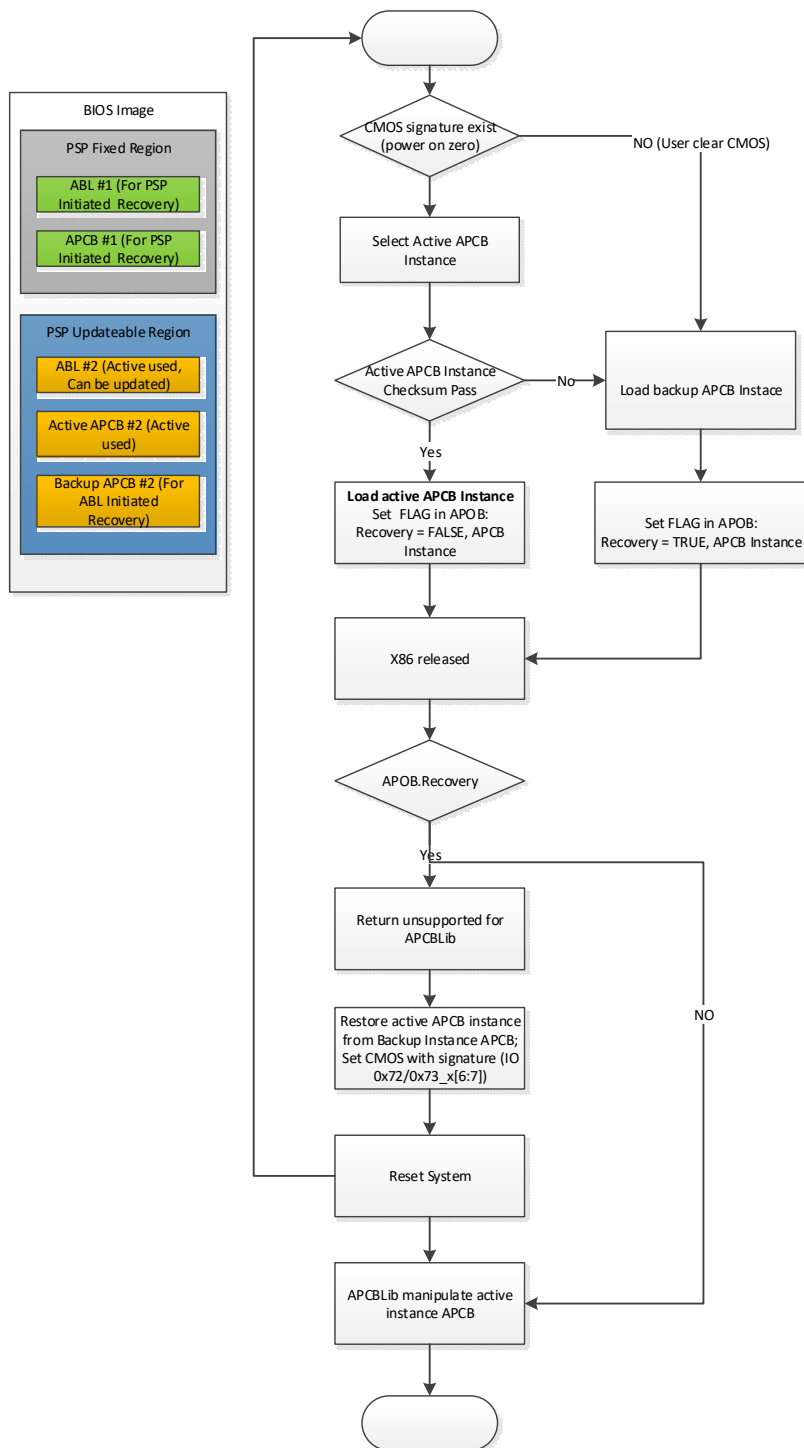 BIOS Image
PSP Fixed Region
ABL #1 (For PSP
Initiated Recovery)
APCB #1 (For PSP
Initiated Recovery)
PSP Updateable Region
ABL #2 (Active used,
Can be updated)
Active APCB #2 (Active
used)
Backup APCB #2 (For
ABL Initiated
Recovery)
CMOS signature exist
(power on zero)
NO (User clear CMOS)
Select Active APCB
Instance
Active APCB Instance
Checksum Pass
No
Load backup APCB Instace
Yes
Load active APCB Instance
Set FLAG in APOB:
Recovery = FALSE, APCB
Instance
Set FLAG in APOB:
Recovery = TRUE, APCB Instance
X86 released
APOB.Recovery
Yes
Return unsupported for
APCBLib
NO
Restore active APCB instance
from Backup Instance APCB;
Set CMOS with signature (IO
0x72/0x73_x[6:7])
Reset System
APCBLib manipulate active
instance APCB